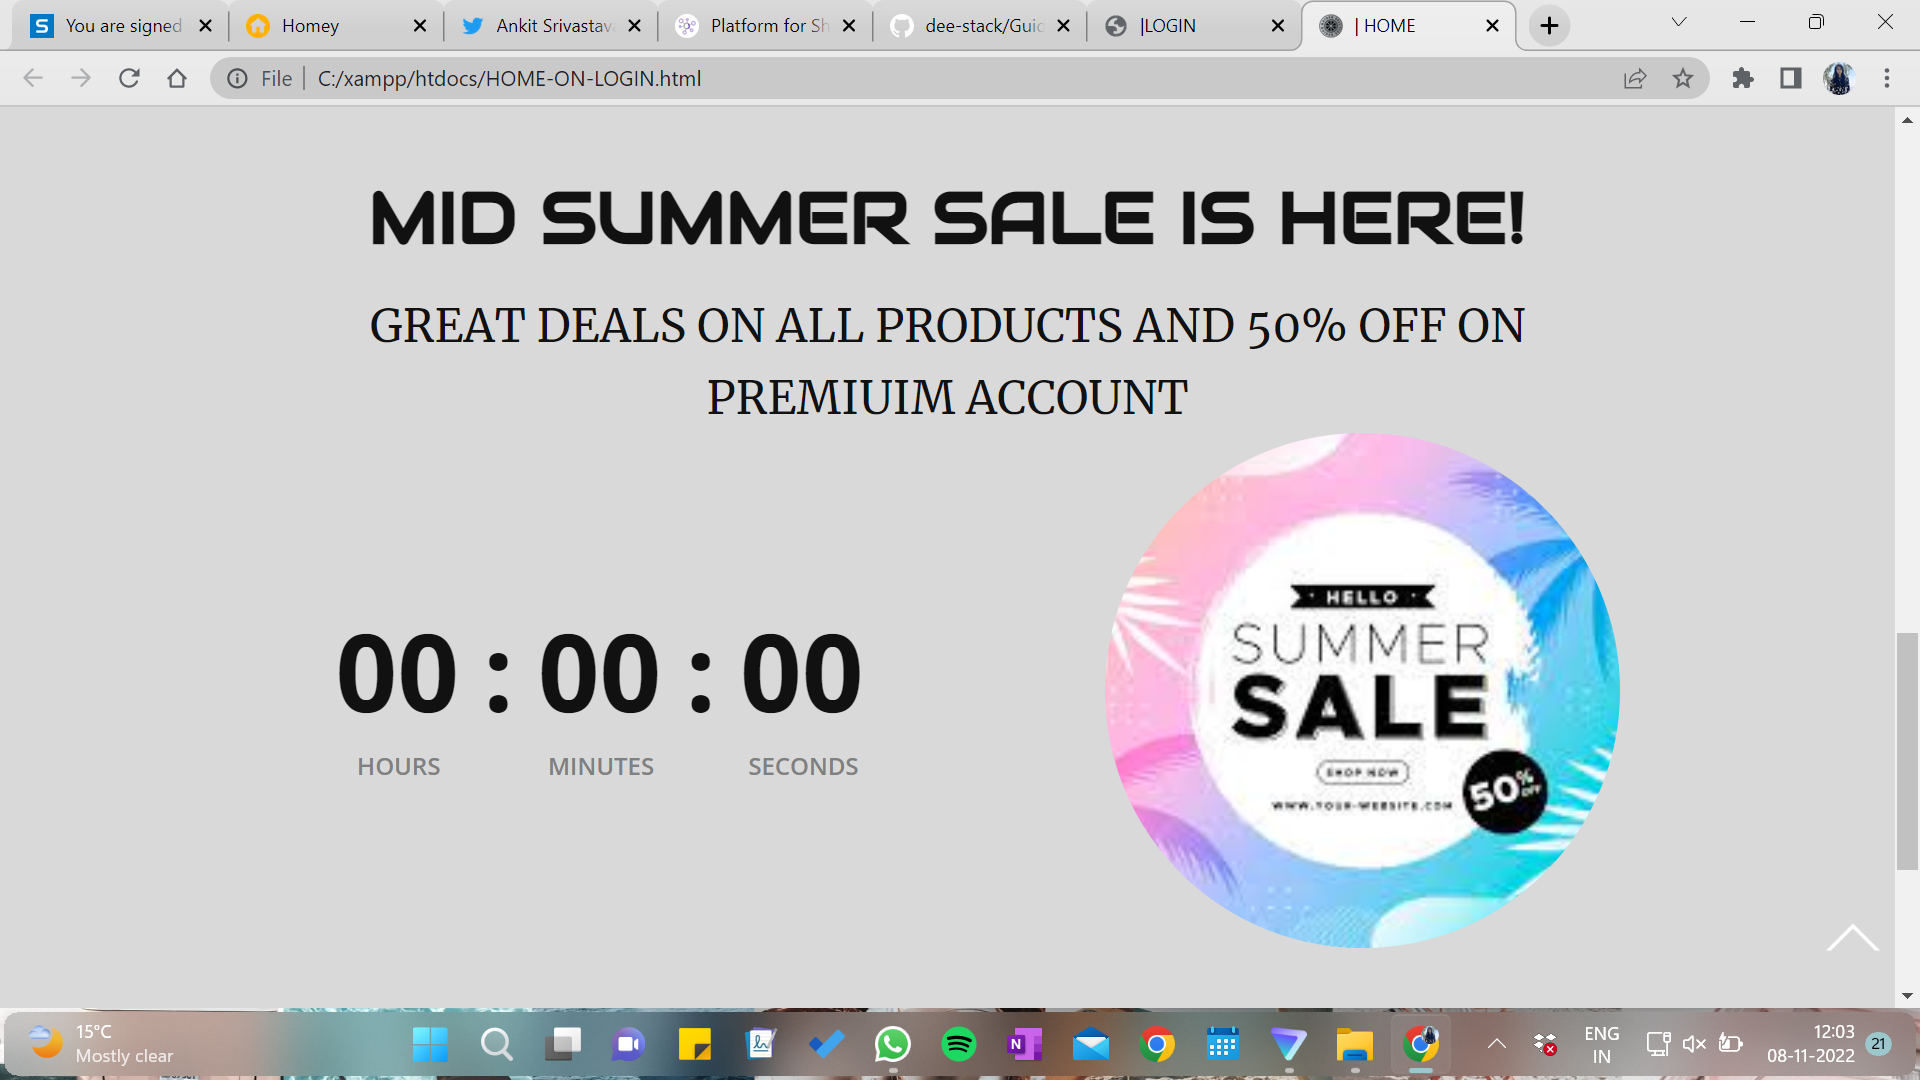 You are signed
Homey
Ankit Srivastav
Platform for Sh
dee-stack/Guid
|LOGIN
| HOME
File
C:/xampp/htdocs/HOME-ON-LOGIN.html
MID SUMMER SALE IS HERE!
GREAT DEALS ON ALL PRODUCTS AND 50% OFF ON
PREMIUIM ACCOUNT
00 : 00 : 00
HOURS
MINUTES
SECONDS
HELLO
SUMMER
SALE
SHOP NOW
50% OFF
WWW.YOUR-WEBSITE.COM
15°C
Mostly clear
ENG
IN
12:03
08-11-2022
21